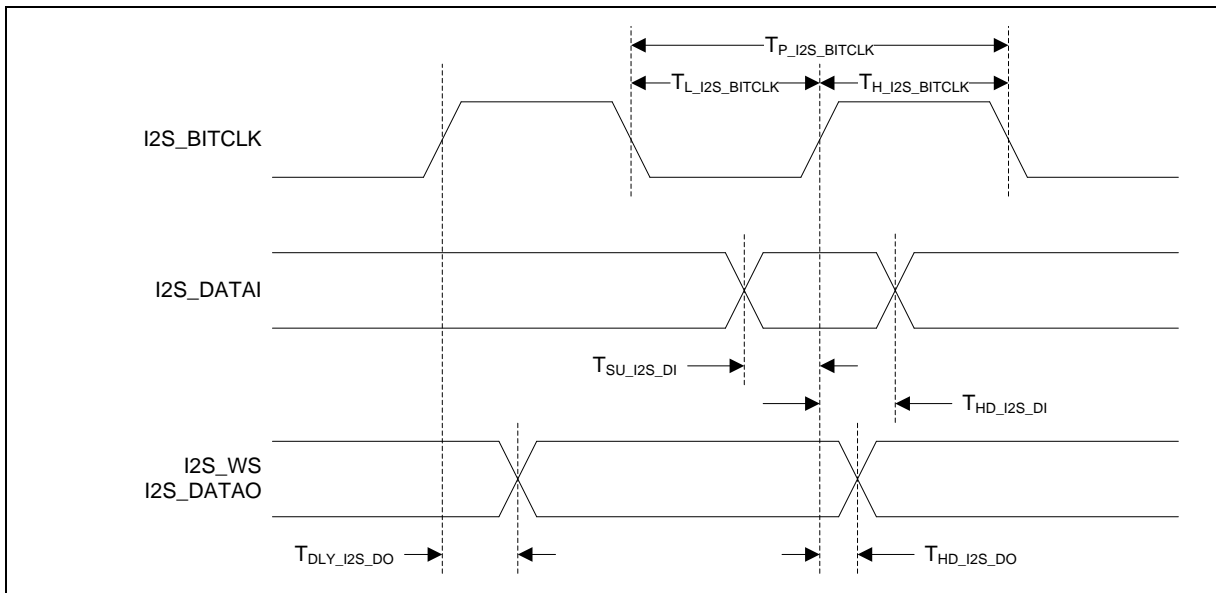 T_P_I2S_BITCLK
T_L_I2S_BITCLK T_H_I2S_BITCLK
I2S_BITCLK
I2S_DATAI
T_SU_I2S_DI
T_HD_I2S_DI
I2S_WS
I2S_DATAO
T_DLY_I2S_DO T_HD_I2S_DO